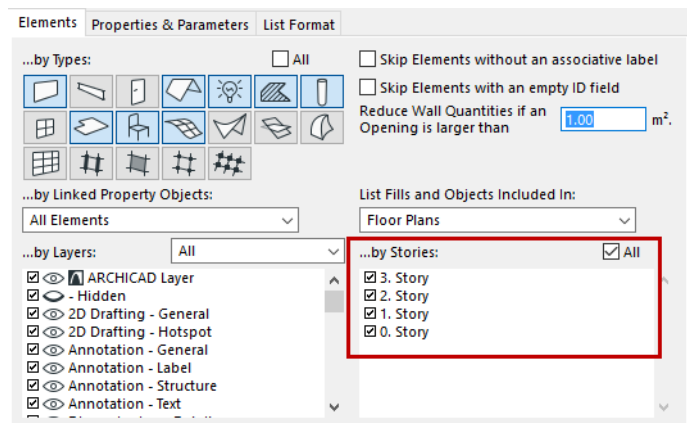 Elements Properties & Parameters List Format
...by Types: All
Skip Elements without an associative label
Skip Elements with an empty ID field
Reduce Wall Quantities if an
Opening is larger than 1.00 m².
...by Linked Property Objects:
All Elements
List Fills and Objects Included In:
Floor Plans
...by Layers: All
ARCHICAD Layer
- Hidden
2D Drafting - General
2D Drafting - Hotspot
Annotation - General
Annotation - Label
Annotation - Structure
Annotation - Text
...by Stories: All
3. Story
2. Story
1. Story
0. Story